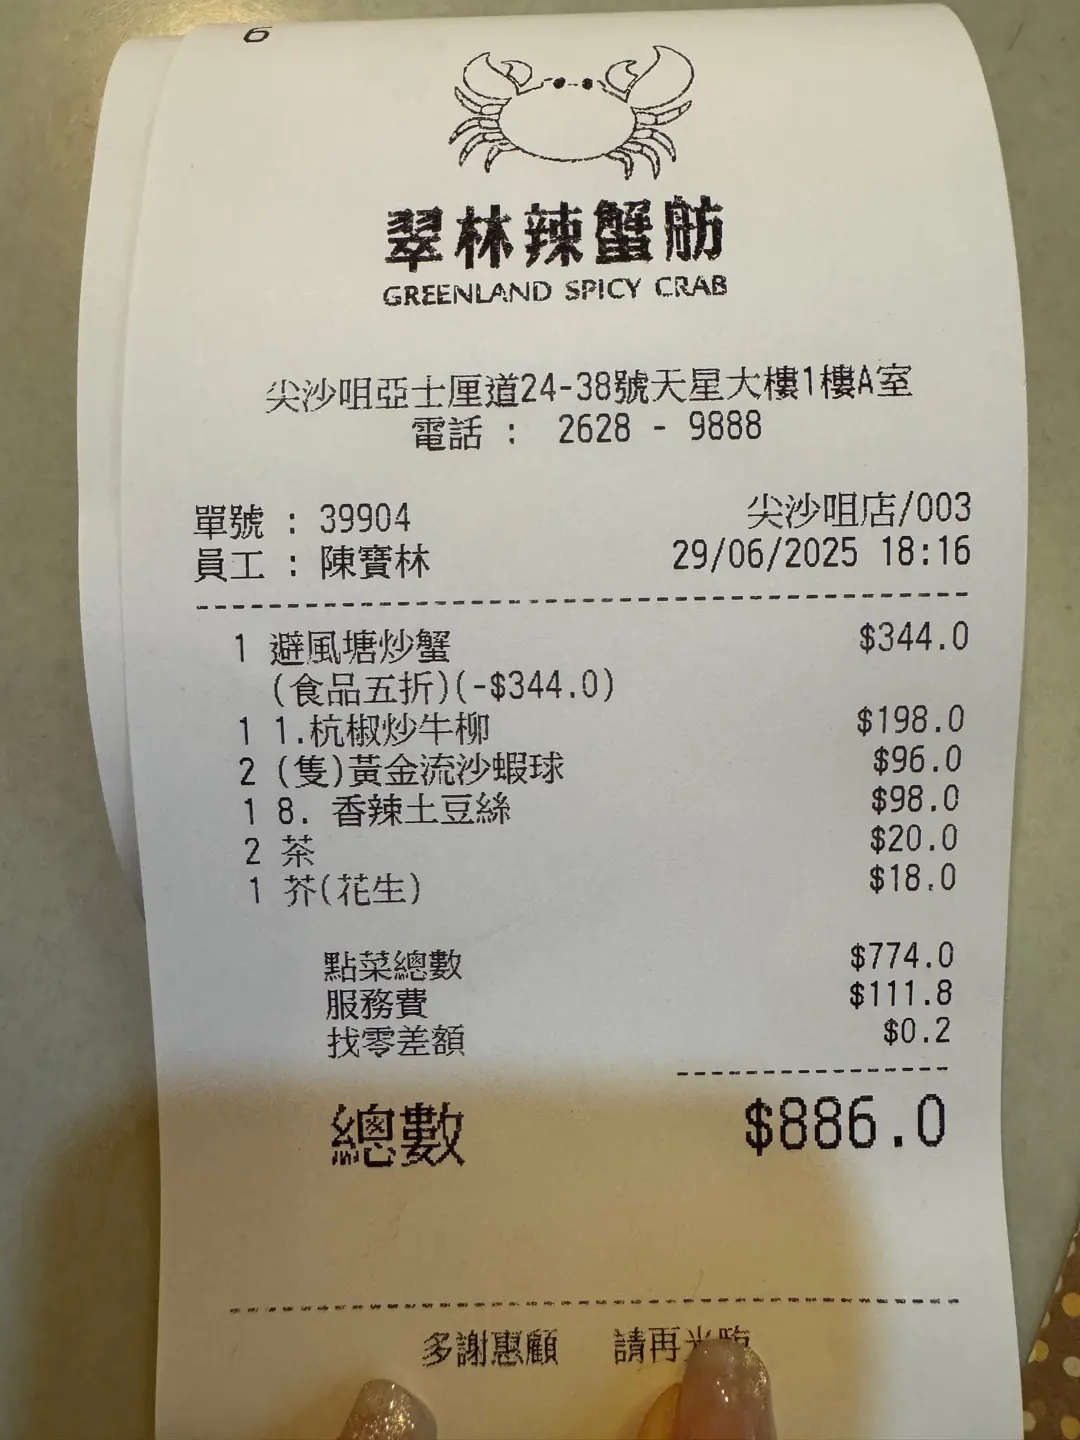 6
翠林辣蟹舫
GREENLAND SPICY CRAB
尖沙咀亞士厘道24-38號天星大樓1樓A室
電話 : 2628 - 9888
單號 : 39904 尖沙咀店/003
員工 : 陳寶林 29/06/2025 18:16
1 避風塘炒蟹 $344.0
(食品五折)(-$344.0)
1 1.杭椒炒牛柳 $198.0
2 (隻)黃金流沙蝦球 $96.0
1 8. 香辣土豆絲 $98.0
2 茶 $20.0
1 芥(花生) $18.0
點菜總數 $774.0
服務費 $111.8
找零差額 $0.2
總數 $886.0
多謝惠顧 請再光臨